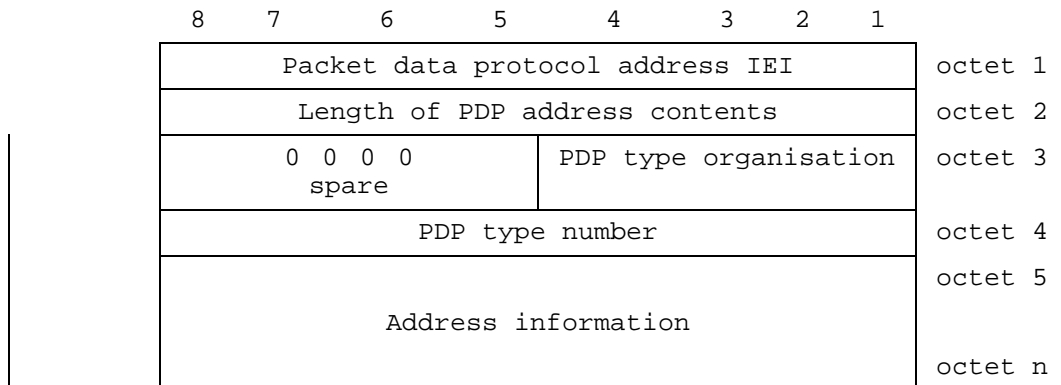 8 7 6 5 4 3 2 1
Packet data protocol address IEI octet 1
Length of PDP address contents octet 2
0 0 0 0 PDP type organisation octet 3
spare
PDP type number octet 4
octet 5
Address information
octet n